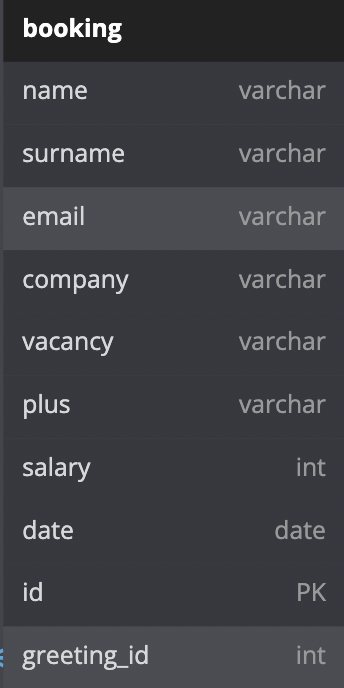 booking
name varchar
surname varchar
email varchar
company varchar
vacancy varchar
plus varchar
salary int
date date
id PK
greeting_id int